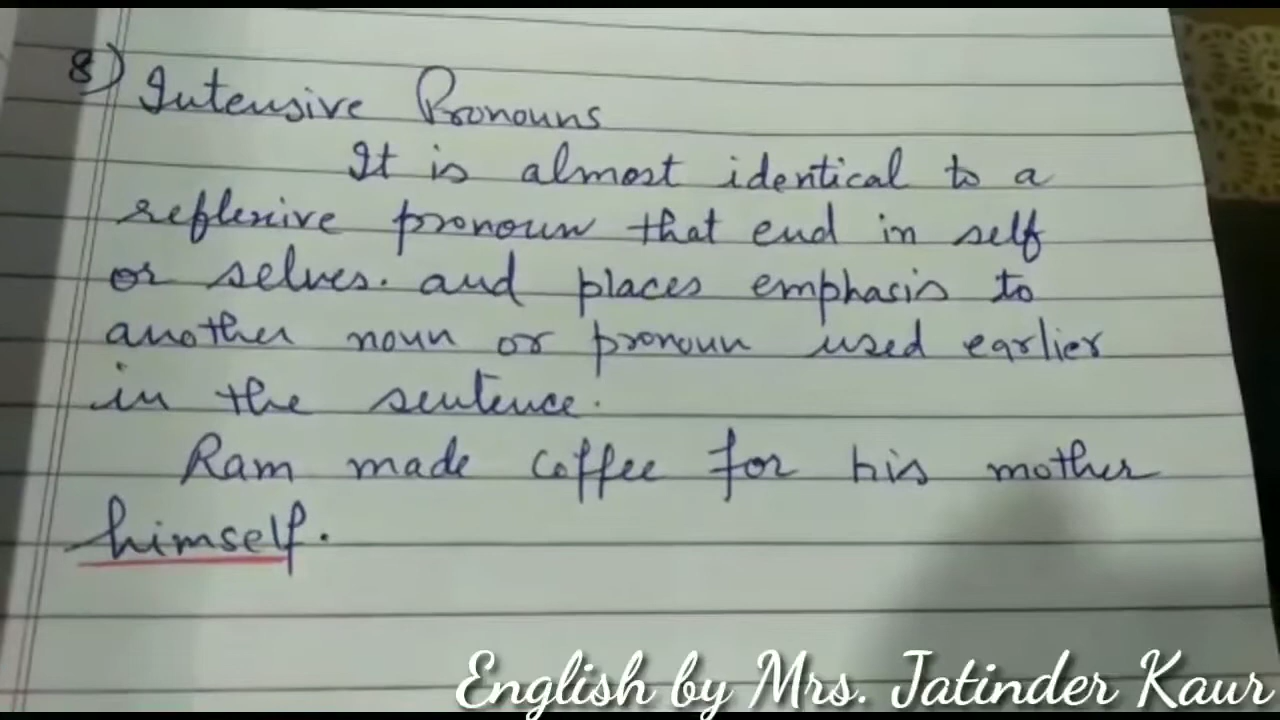 8) Intensive Pronouns
It is almost identical to a
reflexive pronoun that end in self
or selves. and places emphasis to
another noun or pronoun used earlier
in the sentence.
Ram made coffee for his mother
himself.
English by Mrs. Jatinder Kaur